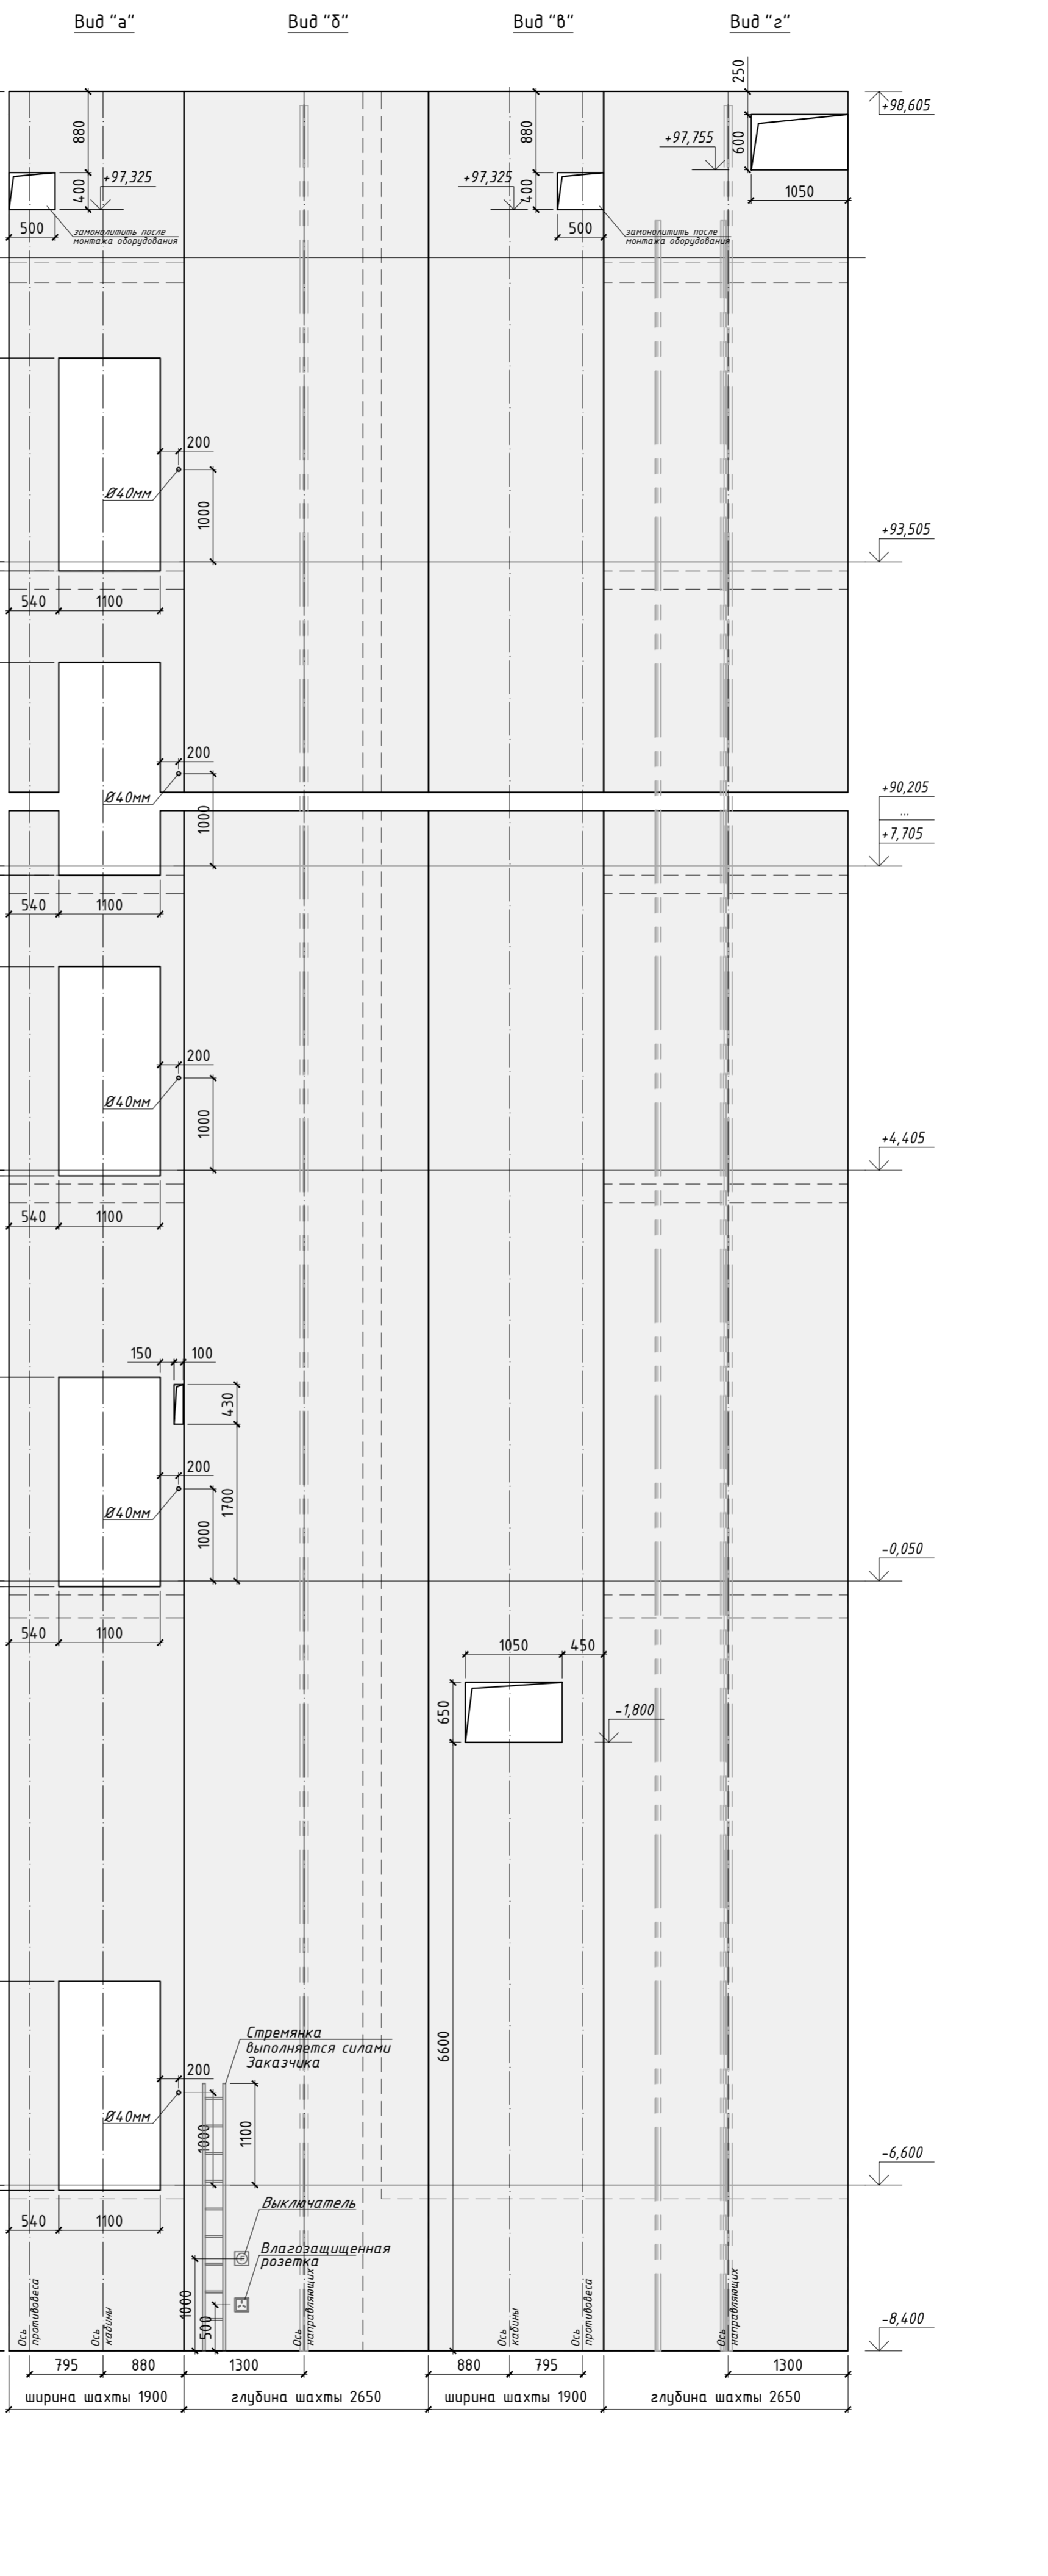 Вид "а" Вид "б" Вид "в" Вид "г"
250
+98,605
880 880
+97,755 600
+97,325 +97,325
400 400
1050
500 500
замонолитить после
монтажа оборудования
замонолитить после
монтажа оборудования
200
Ø40мм
1000
+93,505
540 1100
200
+90,205
...
+7,705
Ø40мм
1000
540 1100
200
Ø40мм
1000
+4,405
540 1100
150 100
430
200
1700
Ø40мм
1000
-0,050
540 1100
1050 450
650
-1,800
6600
Стремянка
выполняется силами
Заказчика
200
Ø40мм
1000
1100
-6,600
Выключатель
540 1100
Влагозащищенная
розетка
1000
500
Ось
противовеса
Ось
кабины
Ось
направляющих
Ось
кабины
Ось
противовеса
Ось
направляющих
-8,400
795 880 1300 880 795 1300
ширина шахты 1900 глубина шахты 2650 ширина шахты 1900 глубина шахты 2650